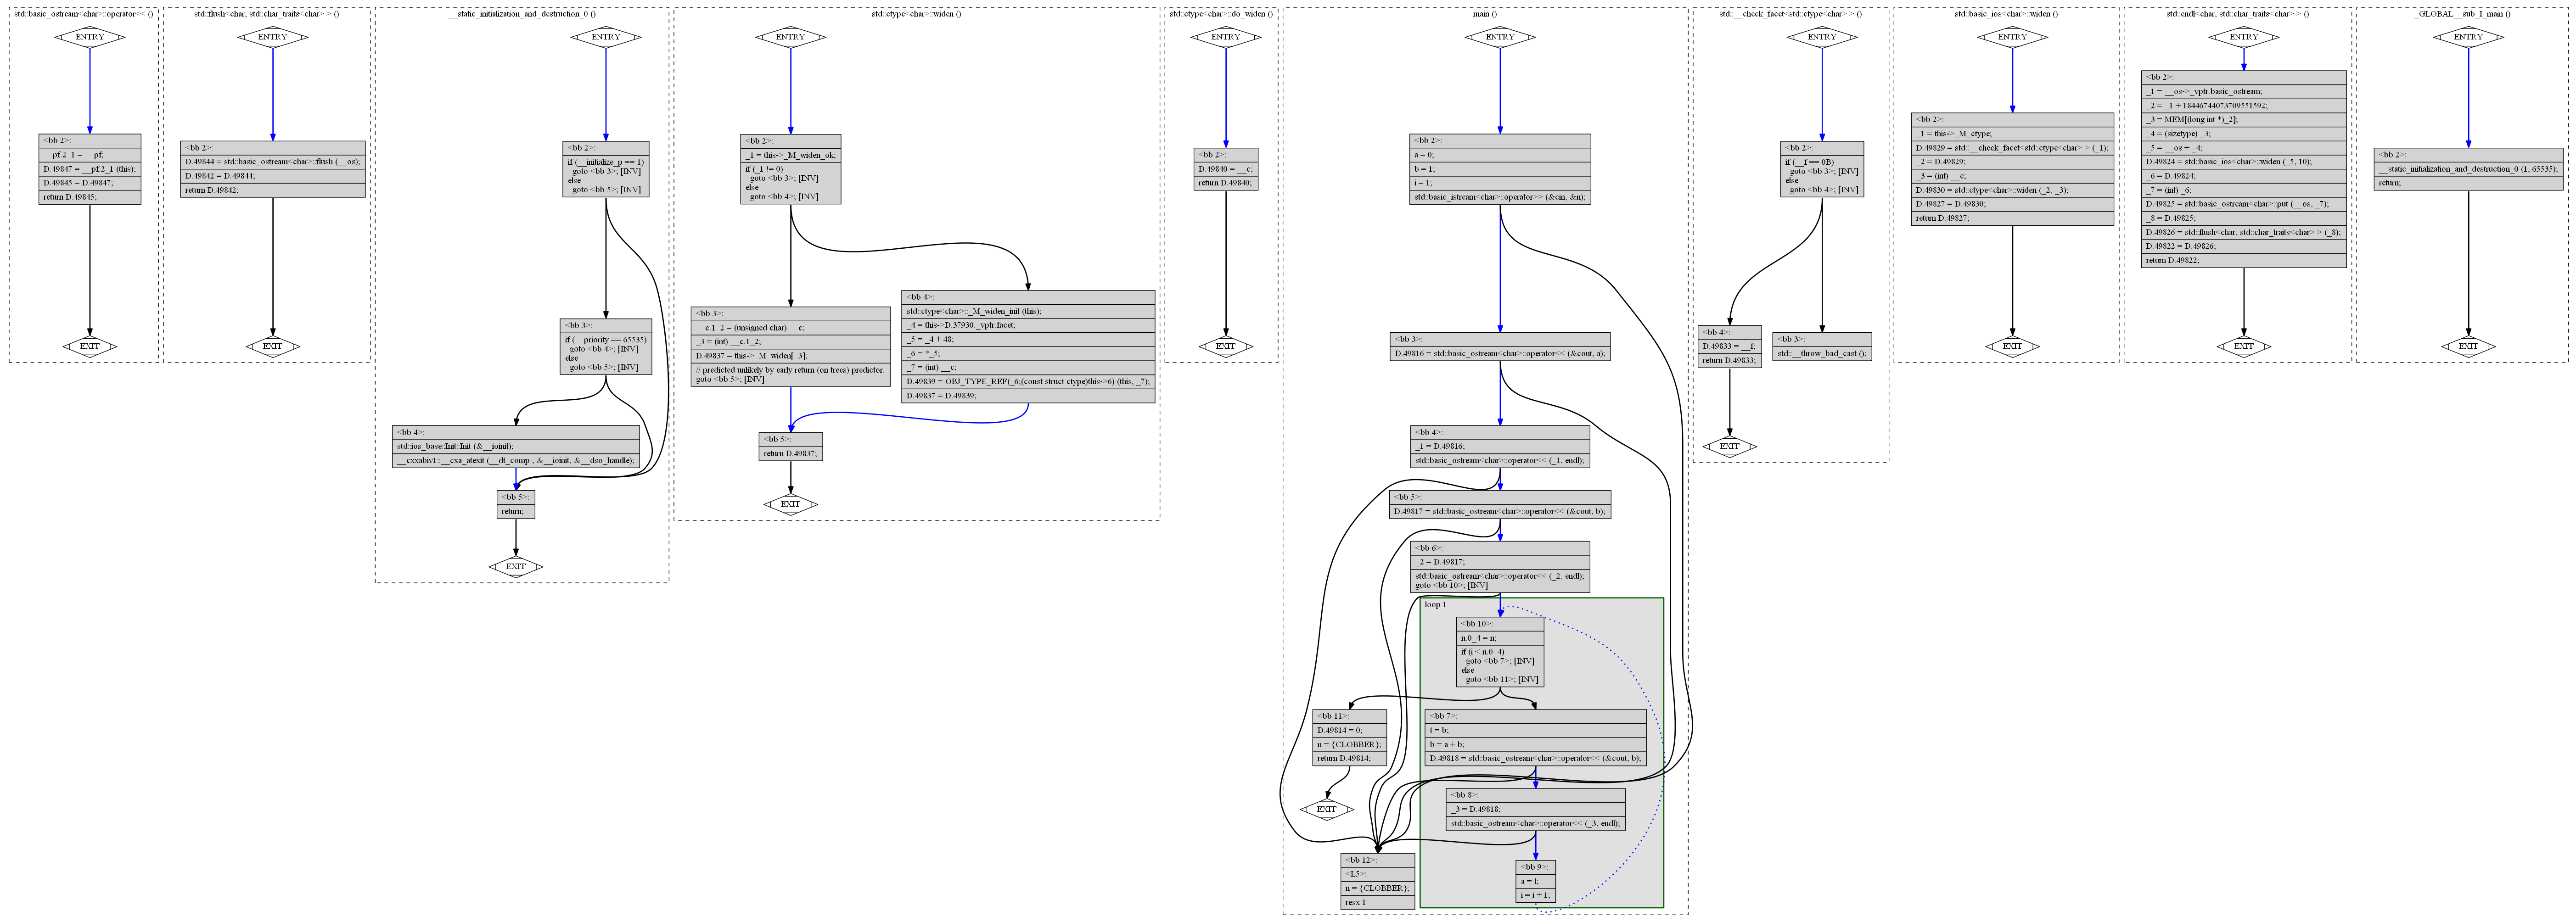 std::basic_ostream<char>::operator<< ()
ENTRY
<bb 2>:
__pf.2_1 = __pf;
D.49847 = __pf.2_1 (this);
D.49845 = D.49847;
return D.49845;
EXIT
std::flush<char, std::char_traits<char> > ()
ENTRY
<bb 2>:
D.49844 = std::basic_ostream<char>::flush (__os);
D.49842 = D.49844;
return D.49842;
EXIT
__static_initialization_and_destruction_0 ()
ENTRY
<bb 2>:
if (__initialize_p == 1)
goto <bb 3>; [INV]
else
goto <bb 5>; [INV]
<bb 3>:
if (__priority == 65535)
goto <bb 4>; [INV]
else
goto <bb 5>; [INV]
<bb 4>:
std::ios_base::Init::Init (&__ioinit);
__cxxabiv1::__cxa_atexit (__dt_comp , &__ioinit, &__dso_handle);
<bb 5>:
return;
EXIT
std::ctype<char>::widen ()
ENTRY
<bb 2>:
_1 = this->_M_widen_ok;
if (_1 != 0)
goto <bb 3>; [INV]
else
goto <bb 4>; [INV]
<bb 3>:
__c.1_2 = (unsigned char) __c;
_3 = (int) __c.1_2;
D.49837 = this->_M_widen[_3];
// predicted unlikely by early return (on trees) predictor.
goto <bb 5>; [INV]
<bb 4>:
std::ctype<char>::_M_widen_init (this);
_4 = this->D.37930._vptr.facet;
_5 = _4 + 48;
_6 = *_5;
_7 = (int) __c;
D.49839 = OBJ_TYPE_REF(_6;(const struct ctype)this->6) (this, _7);
D.49837 = D.49839;
<bb 5>:
return D.49837;
EXIT
std::ctype<char>::do_widen ()
ENTRY
<bb 2>:
D.49840 = __c;
return D.49840;
EXIT
main ()
ENTRY
<bb 2>:
a = 0;
b = 1;
i = 1;
std::basic_istream<char>::operator>> (&cin, &n);
<bb 3>:
D.49816 = std::basic_ostream<char>::operator<< (&cout, a);
<bb 4>:
_1 = D.49816;
std::basic_ostream<char>::operator<< (_1, endl);
<bb 5>:
D.49817 = std::basic_ostream<char>::operator<< (&cout, b);
<bb 6>:
_2 = D.49817;
std::basic_ostream<char>::operator<< (_2, endl);
goto <bb 10>; [INV]
loop 1
<bb 10>:
n.0_4 = n;
if (i < n.0_4)
goto <bb 7>; [INV]
else
goto <bb 11>; [INV]
<bb 11>:
D.49814 = 0;
n = {CLOBBER};
return D.49814;
EXIT
<bb 7>:
t = b;
b = a + b;
D.49818 = std::basic_ostream<char>::operator<< (&cout, b);
<bb 8>:
_3 = D.49818;
std::basic_ostream<char>::operator<< (_3, endl);
<bb 12>:
<L5>:
n = {CLOBBER};
resx 1
<bb 9>:
a = t;
i = i + 1;
std::__check_facet<std::ctype<char> > ()
ENTRY
<bb 2>:
if (__f == 0B)
goto <bb 3>; [INV]
else
goto <bb 4>; [INV]
<bb 4>:
D.49833 = __f;
return D.49833;
<bb 3>:
std::__throw_bad_cast ();
EXIT
std::basic_ios<char>::widen ()
ENTRY
<bb 2>:
_1 = this->_M_ctype;
D.49829 = std::__check_facet<std::ctype<char> > (_1);
_2 = D.49829;
_3 = (int) __c;
D.49830 = std::ctype<char>::widen (_2, _3);
D.49827 = D.49830;
return D.49827;
EXIT
std::endl<char, std::char_traits<char> > ()
ENTRY
<bb 2>:
_1 = __os->_vptr.basic_ostream;
_2 = _1 + 18446744073709551592;
_3 = MEM[(long int *)_2];
_4 = (sizetype) _3;
_5 = __os + _4;
D.49824 = std::basic_ios<char>::widen (_5, 10);
_6 = D.49824;
_7 = (int) _6;
D.49825 = std::basic_ostream<char>::put (__os, _7);
_8 = D.49825;
D.49826 = std::flush<char, std::char_traits<char> > (_8);
D.49822 = D.49826;
return D.49822;
EXIT
_GLOBAL__sub_I_main ()
ENTRY
<bb 2>:
__static_initialization_and_destruction_0 (1, 65535);
return;
EXIT